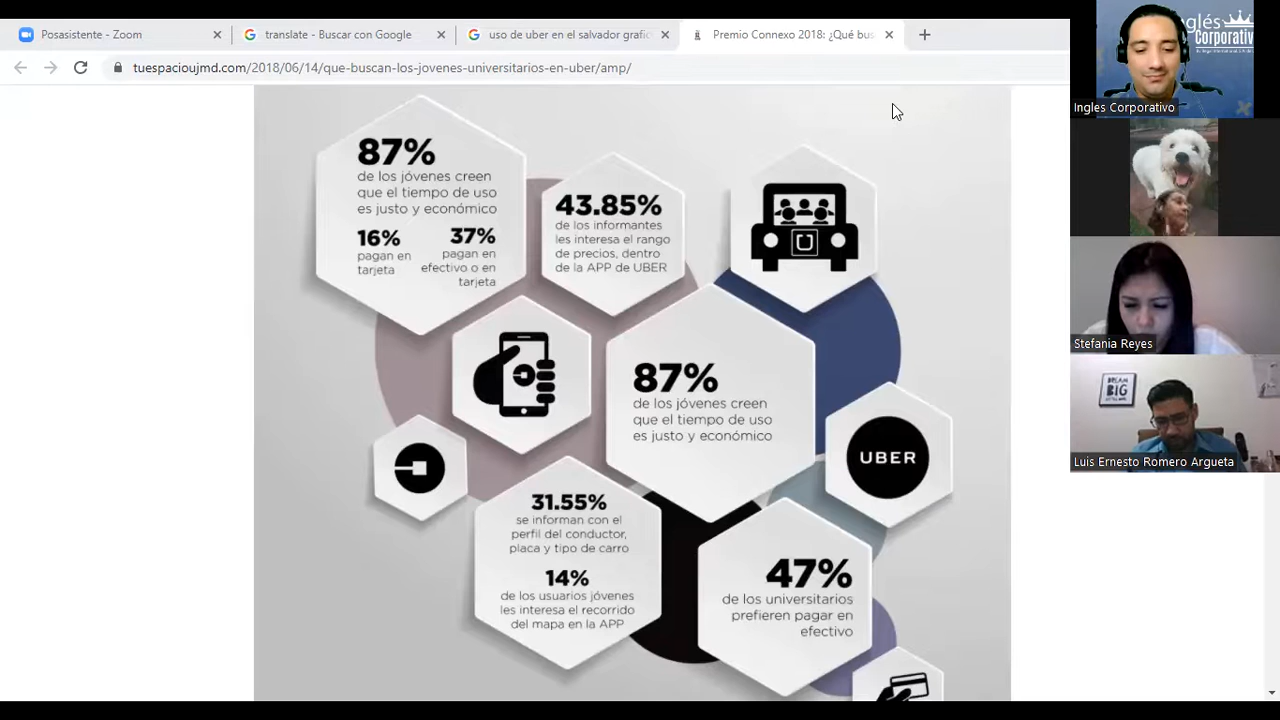 Posasistente - Zoom
translate - Buscar con Google
uso de uber en el salvador grafic
Premio Connexo 2018: ¿Qué bus
tuespacioujmd.com/2018/06/14/que-buscan-los-jovenes-universitarios-en-uber/amp/
87%
de los jóvenes creen
que el tiempo de uso
es justo y económico
16%
pagan en
tarjeta
37%
pagan en
efectivo o en
tarjeta
43.85%
de los informantes
les interesa el rango
de precios, dentro
de la APP de UBER
87%
de los jóvenes creen
que el tiempo de uso
es justo y económico
UBER
31.55%
se informan con el
perfil del conductor,
placa y tipo de carro
14%
de los usuarios jóvenes
les interesa el recorrido
del mapa en la APP
47%
de los universitarios
prefieren pagar en
efectivo
Inglés
Corporativo
Ingles Corporativo
Stefania Reyes
DREAM
BIG
Luis Ernesto Romero Argueta